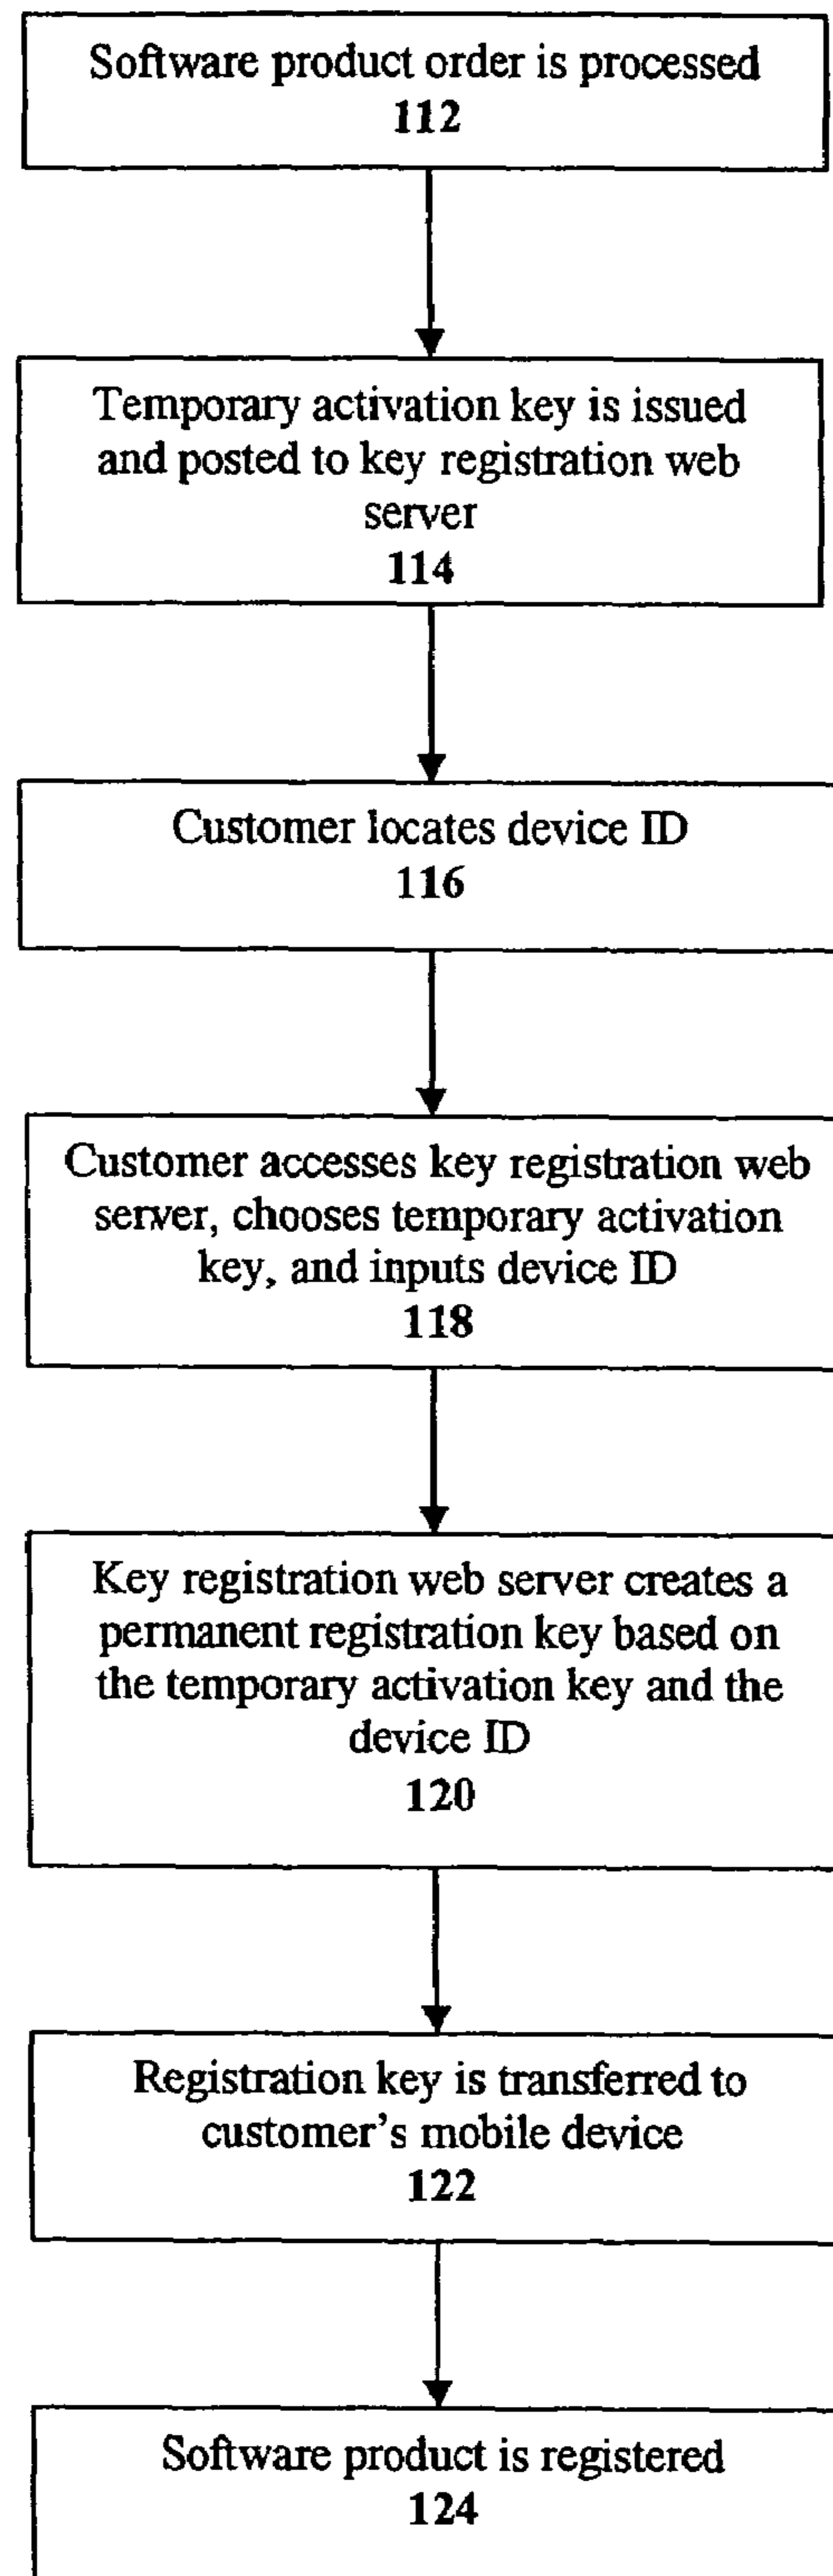 Software product order is processed
112
Temporary activation key is issued
and posted to key registration web
server
114
Customer locates device ID
116
Customer accesses key registration web
server, chooses temporary activation
key, and inputs device ID
118
Key registration web server creates a
permanent registration key based on
the temporary activation key and the
device ID
120
Registration key is transferred to
customer's mobile device
122
Software product is registered
124